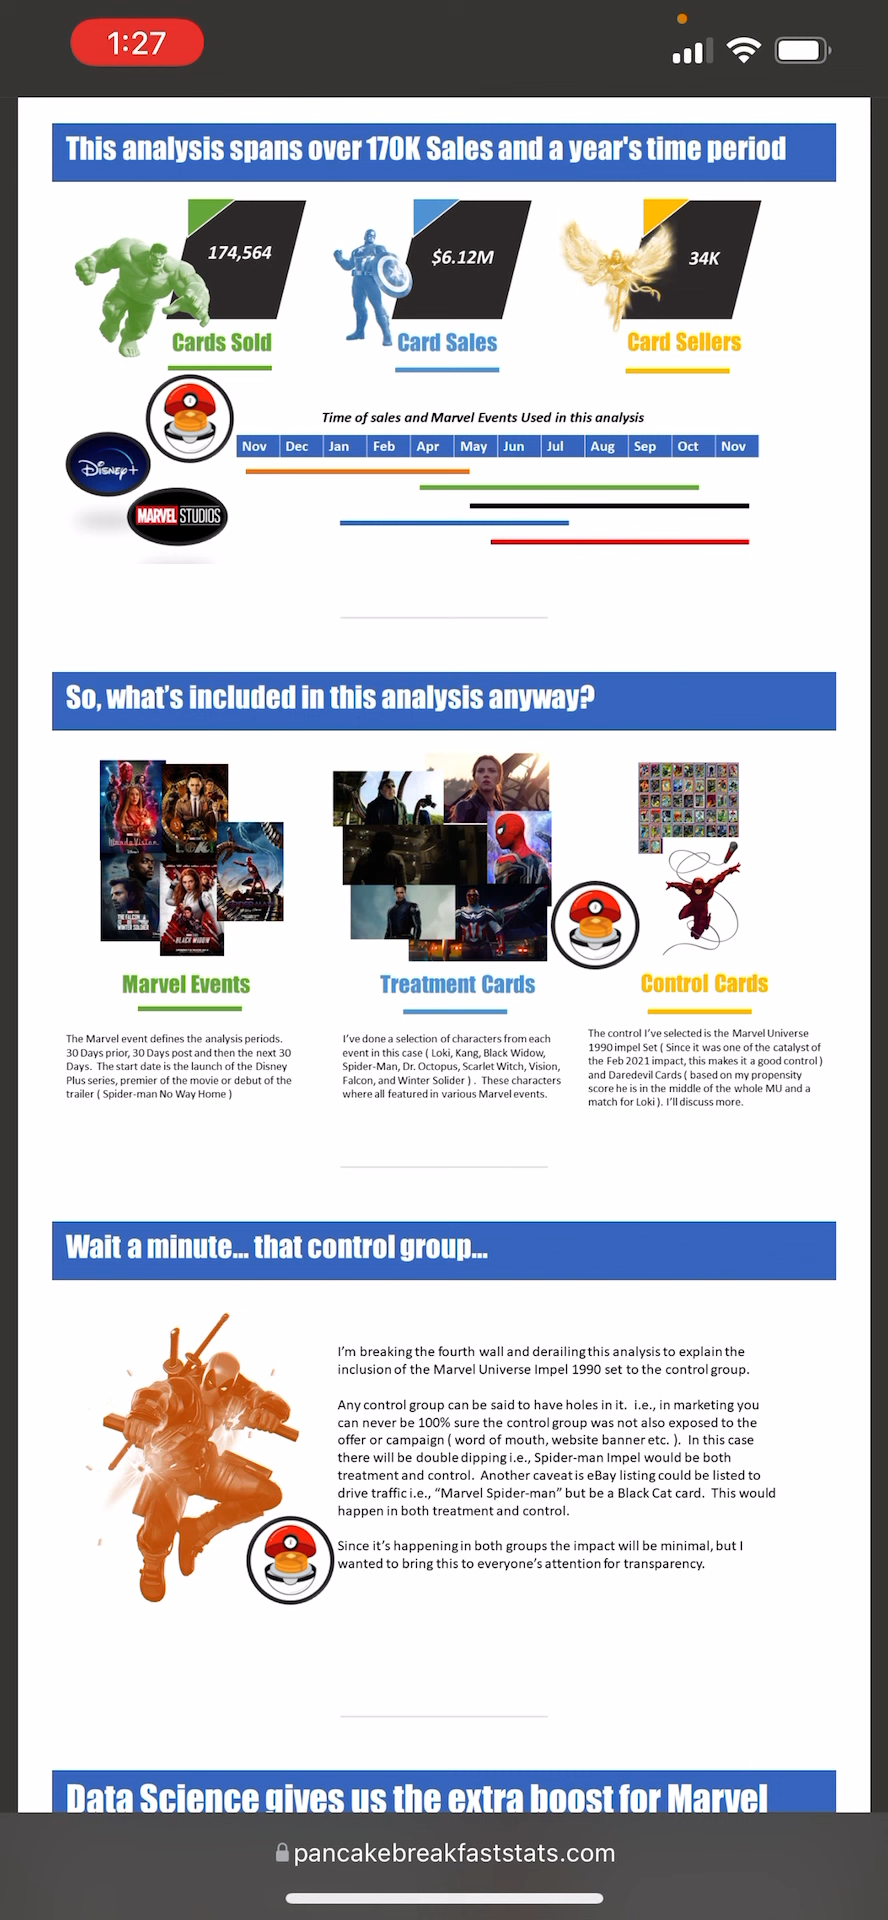 1:27
This analysis spans over 170K Sales and a year's time period
174,564
$6.12M
34K
Cards Sold
Card Sales
Card Sellers
Time of sales and Marvel Events Used in this analysis
Nov Dec Jan Feb Apr May Jun Jul Aug Sep Oct Nov
Disney+
MARVEL STUDIOS
So, what's included in this analysis anyway?
WandaVision
LOKI
THE FALCON
WINTER SOLDIER
BLACK WIDOW
Marvel Events
Treatment Cards
Control Cards
The Marvel event defines the analysis periods.
30 Days prior, 30 Days post and then the next 30
Days. The start date is the launch of the Disney
Plus series, premier of the movie or debut of the
trailer ( Spider-man No Way Home )
I've done a selection of characters from each
event in this case ( Loki, Kang, Black Widow,
Spider-Man, Dr. Octopus, Scarlet Witch, Vision,
Falcon, and Winter Solider ) . These characters
where all featured in various Marvel events.
The control I've selected is the Marvel Universe
1990 impel Set ( Since it was one of the catalyst of
the Feb 2021 impact, this makes it a good control )
and Daredevil Cards ( based on my propensity
score he is in the middle of the whole MU and a
match for Loki ). I'll discuss more.
Wait a minute... that control group...
I'm breaking the fourth wall and derailing this analysis to explain the
inclusion of the Marvel Universe Impel 1990 set to the control group.
Any control group can be said to have holes in it. i.e., in marketing you
can never be 100% sure the control group was not also exposed to the
offer or campaign ( word of mouth, website banner etc. ). In this case
there will be double dipping i.e., Spider-man Impel would be both
treatment and control. Another caveat is eBay listing could be listed to
drive traffic i.e., "Marvel Spider-man" but be a Black Cat card. This would
happen in both treatment and control.
Since it's happening in both groups the impact will be minimal, but I
wanted to bring this to everyone's attention for transparency.
Data Science gives us the extra boost for Marvel
pancakebreakfaststats.com